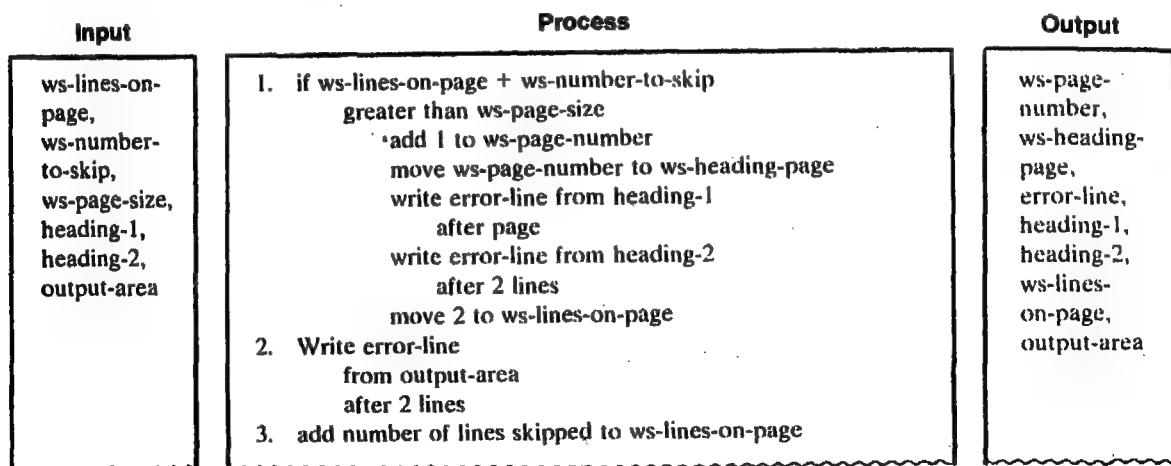 Input
ws-lines-on-
page,
ws-number-
to-skip,
ws-page-size,
heading-1,
heading-2,
output-area
Process
1. if ws-lines-on-page + ws-number-to-skip
greater than ws-page-size
add 1 to ws-page-number
move ws-page-number to ws-heading-page
write error-line from heading-1
after page
write error-line from heading-2
after 2 lines
move 2 to ws-lines-on-page
2. Write error-line
from output-area
after 2 lines
3. add number of lines skipped to ws-lines-on-page
Output
ws-page-
number,
ws-heading-
page,
error-line,
heading-1,
heading-2,
ws-lines-
on-page,
output-area